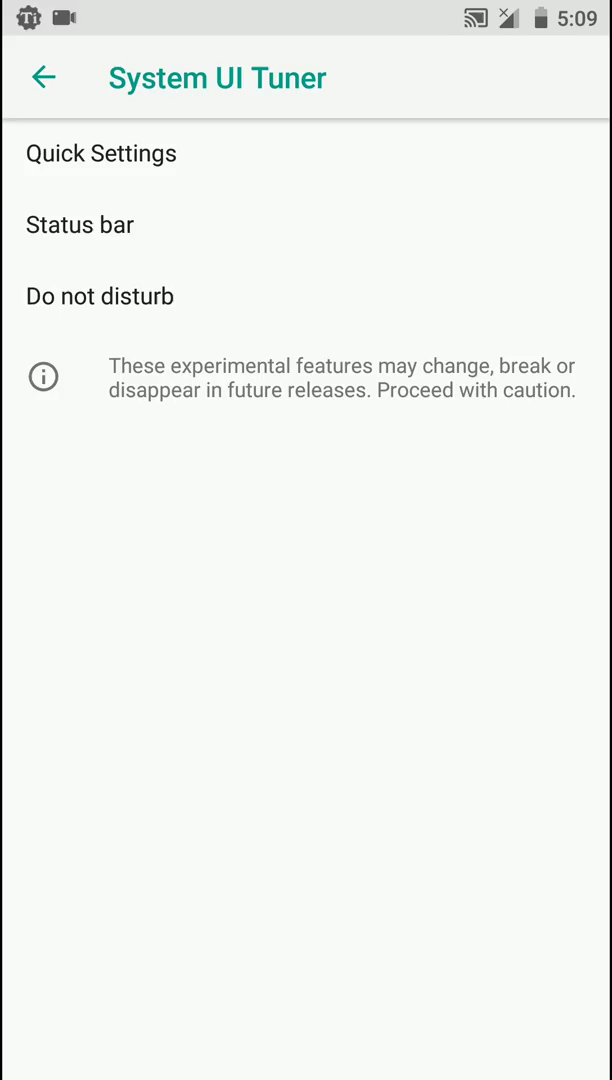 5:09
System UI Tuner
Quick Settings
Status bar
Do not disturb
These experimental features may change, break or
disappear in future releases. Proceed with caution.